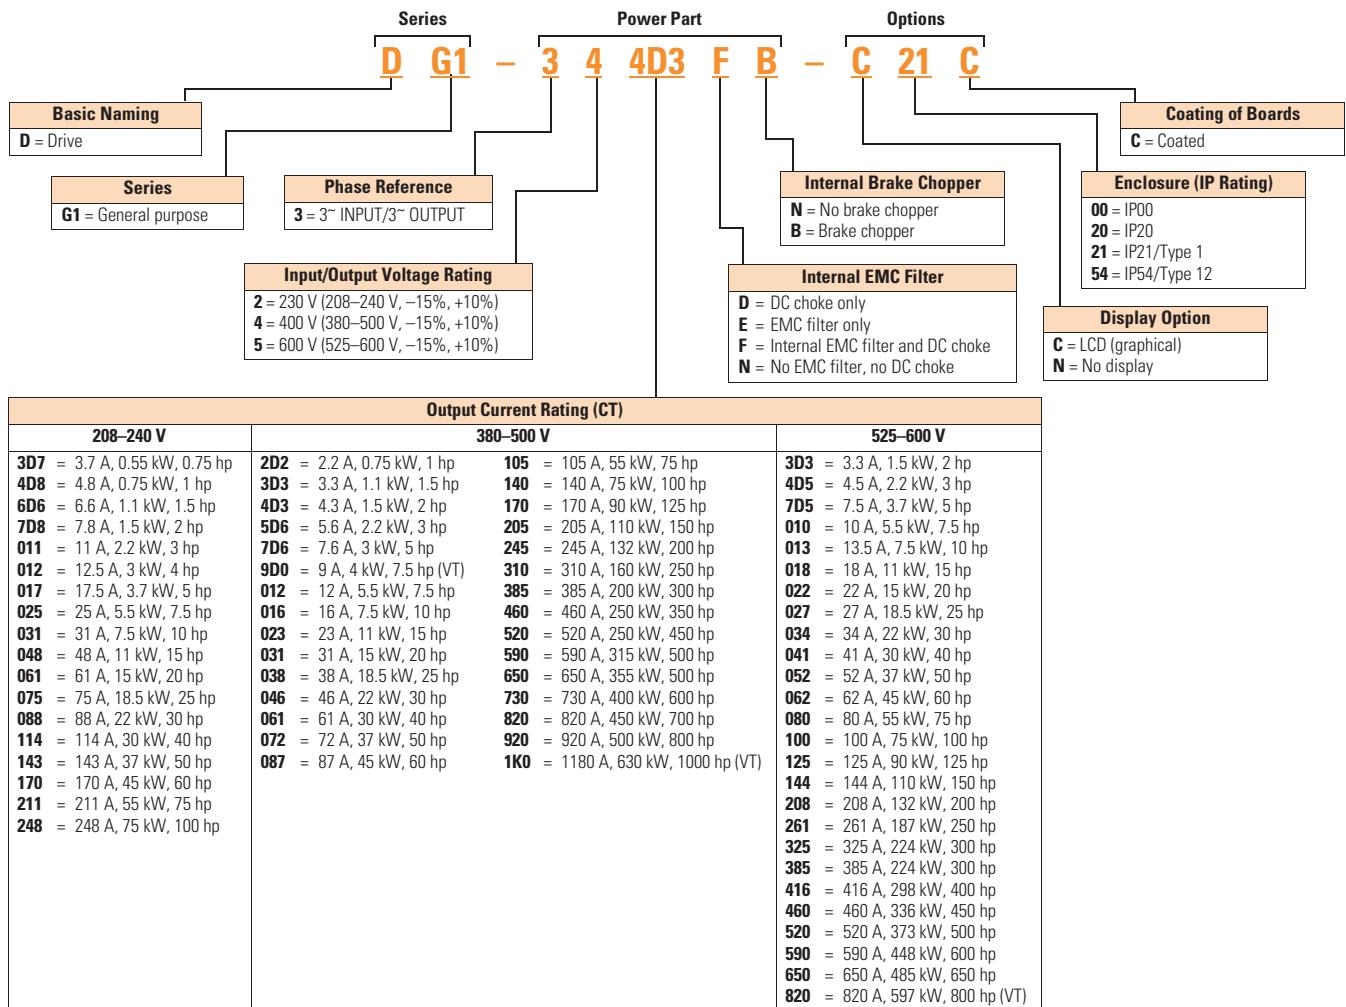 Series
Power Part
Options
D G1 – 3 4 4D3 F B – C 21 C
Basic Naming
D = Drive
Series
G1 = General purpose
Phase Reference
3 = 3~ INPUT/3~ OUTPUT
Input/Output Voltage Rating
2 = 230 V (208–240 V, –15%, +10%)
4 = 400 V (380–500 V, –15%, +10%)
5 = 600 V (525–600 V, –15%, +10%)
Internal Brake Chopper
N = No brake chopper
B = Brake chopper
Internal EMC Filter
D = DC choke only
E = EMC filter only
F = Internal EMC filter and DC choke
N = No EMC filter, no DC choke
Coating of Boards
C = Coated
Enclosure (IP Rating)
00 = IP00
20 = IP20
21 = IP21/Type 1
54 = IP54/Type 12
Display Option
C = LCD (graphical)
N = No display
Output Current Rating (CT)
208–240 V
3D7 = 3.7 A, 0.55 kW, 0.75 hp
4D8 = 4.8 A, 0.75 kW, 1 hp
6D6 = 6.6 A, 1.1 kW, 1.5 hp
7D8 = 7.8 A, 1.5 kW, 2 hp
011 = 11 A, 2.2 kW, 3 hp
012 = 12.5 A, 3 kW, 4 hp
017 = 17.5 A, 3.7 kW, 5 hp
025 = 25 A, 5.5 kW, 7.5 hp
031 = 31 A, 7.5 kW, 10 hp
048 = 48 A, 11 kW, 15 hp
061 = 61 A, 15 kW, 20 hp
075 = 75 A, 18.5 kW, 25 hp
088 = 88 A, 22 kW, 30 hp
114 = 114 A, 30 kW, 40 hp
143 = 143 A, 37 kW, 50 hp
170 = 170 A, 45 kW, 60 hp
211 = 211 A, 55 kW, 75 hp
248 = 248 A, 75 kW, 100 hp
380–500 V
2D2 = 2.2 A, 0.75 kW, 1 hp
3D3 = 3.3 A, 1.1 kW, 1.5 hp
4D3 = 4.3 A, 1.5 kW, 2 hp
5D6 = 5.6 A, 2.2 kW, 3 hp
7D6 = 7.6 A, 3 kW, 5 hp
9D0 = 9 A, 4 kW, 7.5 hp (VT)
012 = 12 A, 5.5 kW, 7.5 hp
016 = 16 A, 7.5 kW, 10 hp
023 = 23 A, 11 kW, 15 hp
031 = 31 A, 15 kW, 20 hp
038 = 38 A, 18.5 kW, 25 hp
046 = 46 A, 22 kW, 30 hp
061 = 61 A, 30 kW, 40 hp
072 = 72 A, 37 kW, 50 hp
087 = 87 A, 45 kW, 60 hp
105 = 105 A, 55 kW, 75 hp
140 = 140 A, 75 kW, 100 hp
170 = 170 A, 90 kW, 125 hp
205 = 205 A, 110 kW, 150 hp
245 = 245 A, 132 kW, 200 hp
310 = 310 A, 160 kW, 250 hp
385 = 385 A, 200 kW, 300 hp
460 = 460 A, 250 kW, 350 hp
520 = 520 A, 250 kW, 450 hp
590 = 590 A, 315 kW, 500 hp
650 = 650 A, 355 kW, 500 hp
730 = 730 A, 400 kW, 600 hp
820 = 820 A, 450 kW, 700 hp
920 = 920 A, 500 kW, 800 hp
1K0 = 1180 A, 630 kW, 1000 hp (VT)
525–600 V
3D3 = 3.3 A, 1.5 kW, 2 hp
4D5 = 4.5 A, 2.2 kW, 3 hp
7D5 = 7.5 A, 3.7 kW, 5 hp
010 = 10 A, 5.5 kW, 7.5 hp
013 = 13.5 A, 7.5 kW, 10 hp
018 = 18 A, 11 kW, 15 hp
022 = 22 A, 15 kW, 20 hp
027 = 27 A, 18.5 kW, 25 hp
034 = 34 A, 22 kW, 30 hp
041 = 41 A, 30 kW, 40 hp
052 = 52 A, 37 kW, 50 hp
062 = 62 A, 45 kW, 60 hp
080 = 80 A, 55 kW, 75 hp
100 = 100 A, 75 kW, 100 hp
125 = 125 A, 90 kW, 125 hp
144 = 144 A, 110 kW, 150 hp
208 = 208 A, 132 kW, 200 hp
261 = 261 A, 187 kW, 250 hp
325 = 325 A, 224 kW, 300 hp
385 = 385 A, 224 kW, 300 hp
416 = 416 A, 298 kW, 400 hp
460 = 460 A, 336 kW, 450 hp
520 = 520 A, 373 kW, 500 hp
590 = 590 A, 448 kW, 600 hp
650 = 650 A, 485 kW, 650 hp
820 = 820 A, 597 kW, 800 hp (VT)